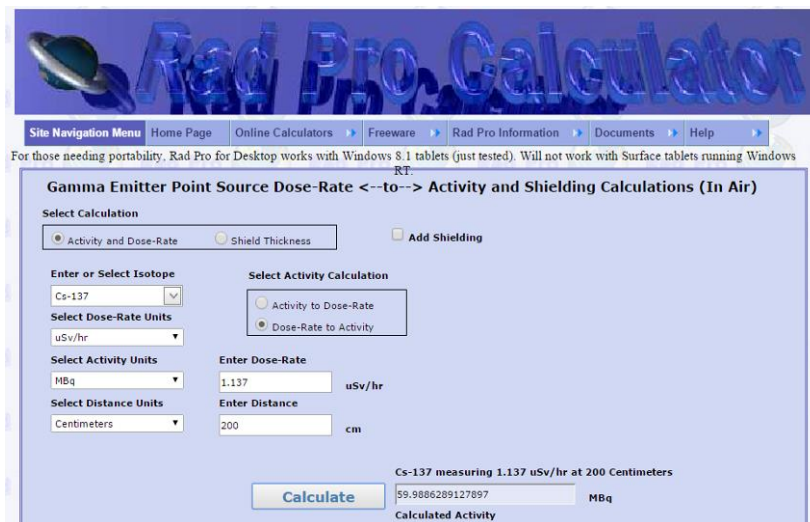 Rad Pro Calculator
Site Navigation Menu Home Page Online Calculators Freeware Rad Pro Information Documents Help
For those needing portability, Rad Pro for Desktop works with Windows 8.1 tablets (just tested). Will not work with Surface tablets running Windows
RT.
Gamma Emitter Point Source Dose-Rate <--to--> Activity and Shielding Calculations (In Air)
Select Calculation
Activity and Dose-Rate Shield Thickness Add Shielding
Enter or Select Isotope Select Activity Calculation
Cs-137 Activity to Dose-Rate
Select Dose-Rate Units Dose-Rate to Activity
uSv/hr
Select Activity Units Enter Dose-Rate
MBq 1.137 uSv/hr
Select Distance Units Enter Distance
Centimeters 200 cm
Cs-137 measuring 1.137 uSv/hr at 200 Centimeters
Calculate 59.9886289127897 MBq
Calculated Activity